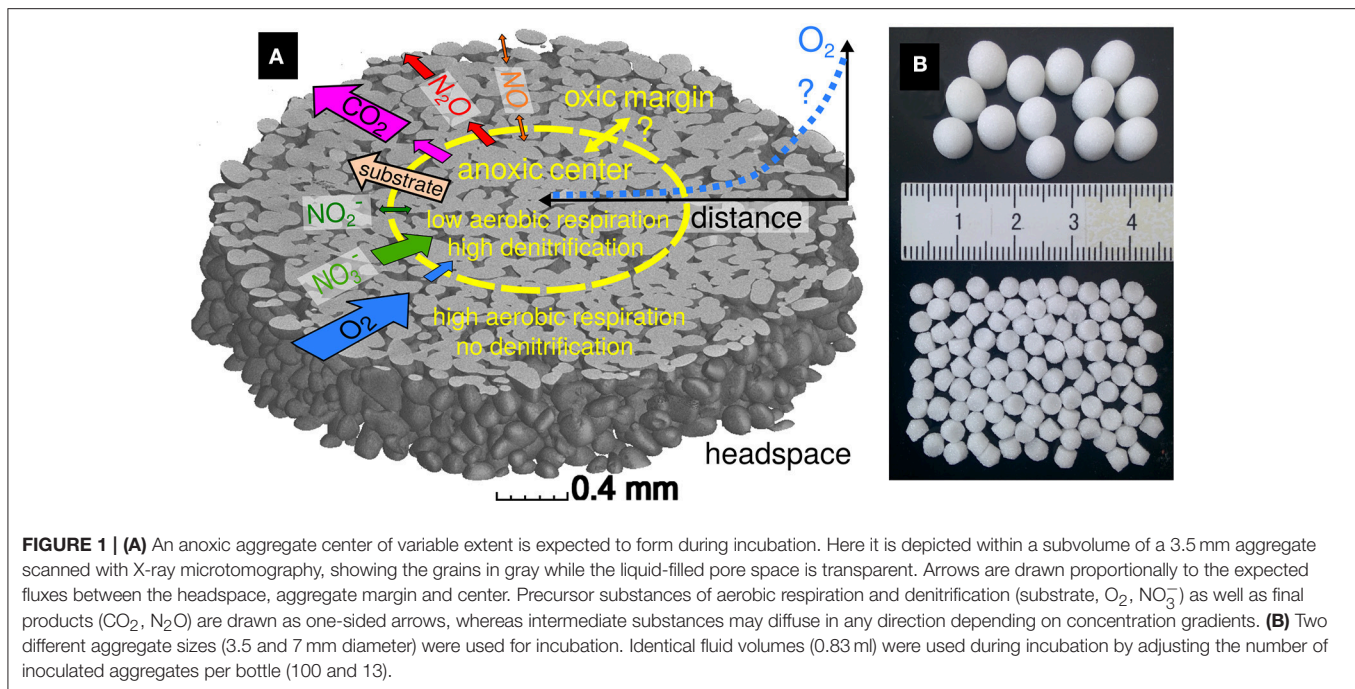 A
N₂O
NO
CO₂
substrate
NO₂⁻
NO₃⁻
O₂
oxic margin
?
anoxic center
low aerobic respiration
high denitrification
high aerobic respiration
no denitrification
O₂
?
distance
headspace
0.4 mm
B
1 2 3 4
FIGURE 1 | (A) An anoxic aggregate center of variable extent is expected to form during incubation. Here it is depicted within a subvolume of a 3.5 mm aggregate
scanned with X-ray microtomography, showing the grains in gray while the liquid-filled pore space is transparent. Arrows are drawn proportionally to the expected
fluxes between the headspace, aggregate margin and center. Precursor substances of aerobic respiration and denitrification (substrate, O₂, NO₃⁻) as well as final
products (CO₂, N₂O) are drawn as one-sided arrows, whereas intermediate substances may diffuse in any direction depending on concentration gradients. (B) Two
different aggregate sizes (3.5 and 7 mm diameter) were used for incubation. Identical fluid volumes (0.83 ml) were used during incubation by adjusting the number of
inoculated aggregates per bottle (100 and 13).